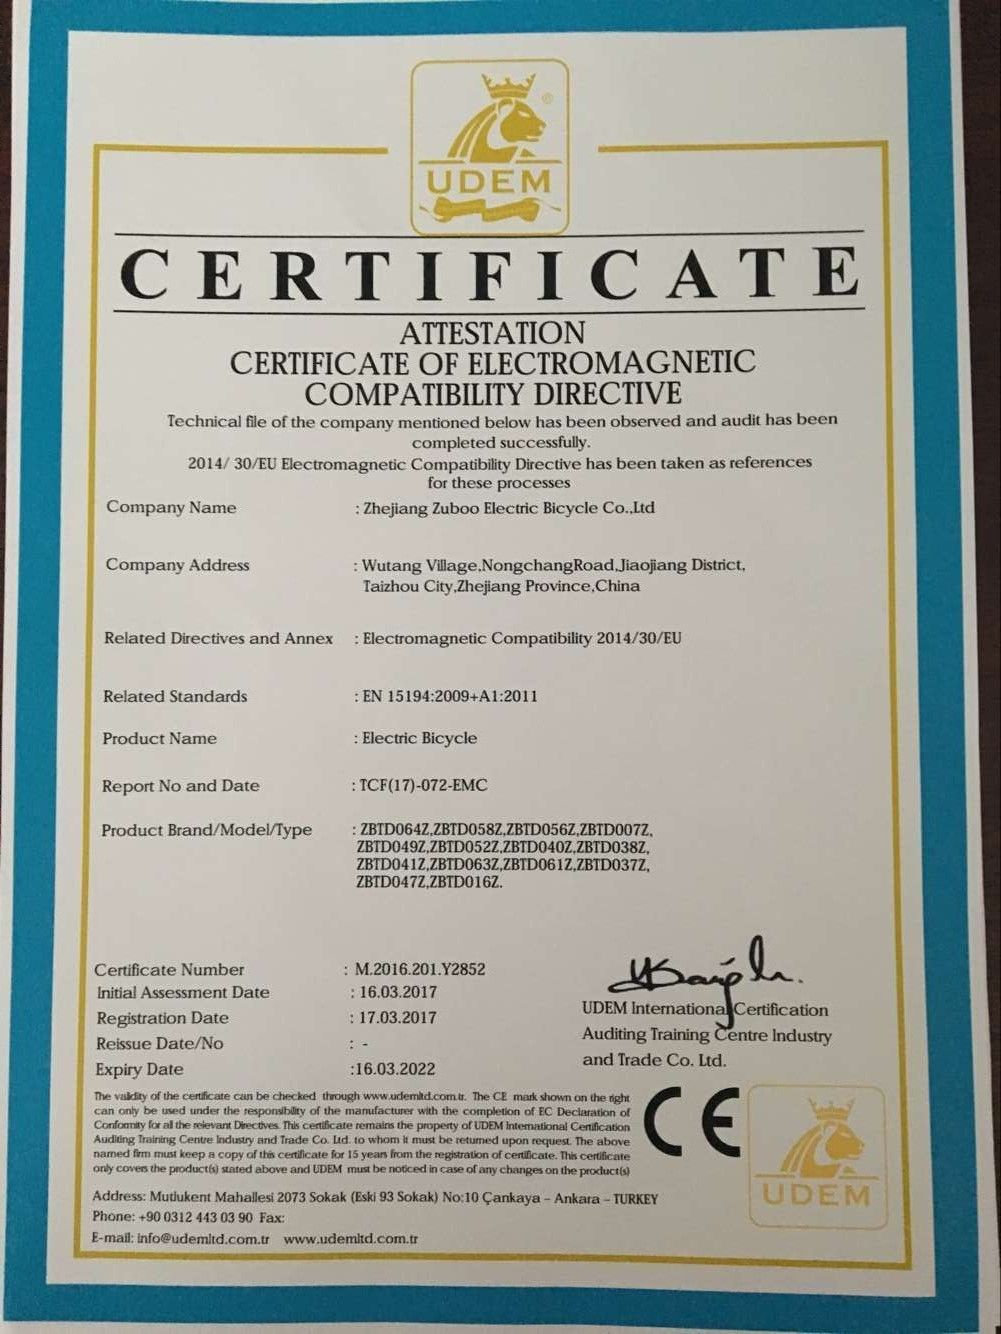 UDEM
®
CERTIFICATE
ATTESTATION
CERTIFICATE OF ELECTROMAGNETIC
COMPATIBILITY DIRECTIVE
Technical file of the company mentioned below has been observed and audit has been
completed successfully.
2014/ 30/EU Electromagnetic Compatibility Directive has been taken as references
for these processes
Company Name : Zhejiang Zuboo Electric Bicycle Co.,Ltd
Company Address : Wutang Village,NongchangRoad,Jiaojiang District,
Taizhou City,Zhejiang Province,China
Related Directives and Annex : Electromagnetic Compatibility 2014/30/EU
Related Standards : EN 15194:2009+A1:2011
Product Name : Electric Bicycle
Report No and Date : TCF(17)-072-EMC
Product Brand/Model/Type : ZBTD064Z,ZBTD058Z,ZBTD056Z,ZBTD007Z,
ZBTD049Z,ZBTD052Z,ZBTD040Z,ZBTD038Z,
ZBTD041Z,ZBTD063Z,ZBTD061Z,ZBTD037Z,
ZBTD047Z,ZBTD016Z.
Certificate Number : M.2016.201.Y2852
Initial Assessment Date : 16.03.2017
Registration Date : 17.03.2017
Reissue Date/No : -
Expiry Date :16.03.2022
UDEM International Certification
Auditing Training Centre Industry
and Trade Co. Ltd.
The validity of the certificate can be checked through www.udemltd.com.tr. The CE mark shown on the right
can only be used under the responsibility of the manufacturer with the completion of EC Declaration of
Conformity for all the relevant Directives. This certificate remains the property of UDEM International Certification
Auditing Training Centre Industry and Trade Co. Ltd. to whom it must be returned upon request. The above
named firm must keep a copy of this certificate for 15 years from the registration of certificate. This certificate
only covers the product(s) stated above and UDEM must be noticed in case of any changes on the product(s)
CE
UDEM
Address: Mutlukent Mahallesi 2073 Sokak (Eski 93 Sokak) No:10 Çankaya – Ankara – TURKEY
Phone: +90 0312 443 03 90 Fax:
E-mail: info@udemltd.com.tr www.udemltd.com.tr